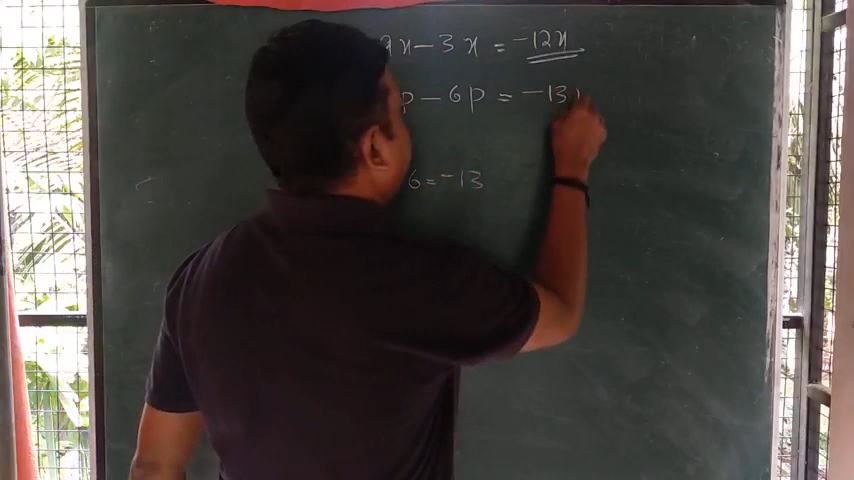 9x-3x = -12x
p-6p = -13
6=-13